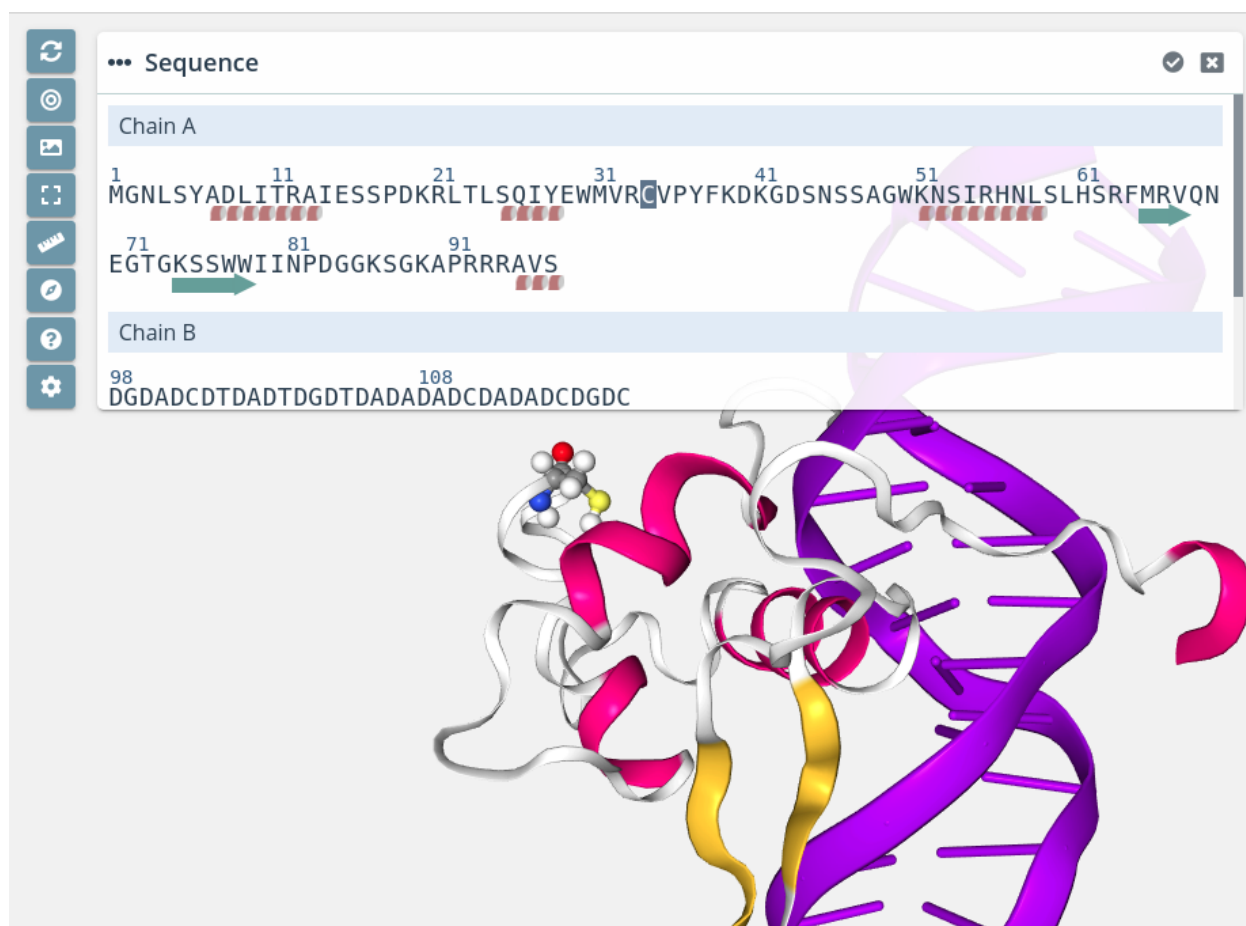 ••• Sequence
Chain A
1 11 21 31 41 51 61
MGNLSYADLITRAIESSPDKRLTLSQIYEWMVRCVPYFKDKGDSNSSAGWKNSIRHNLSLHSRFMRVQN
71 81 91
EGTGKSSWWIINPDGGKSGKAPRRRAVS
Chain B
98 108
DGDADCDTDADTDGDTDADADADCDADADCDGDC